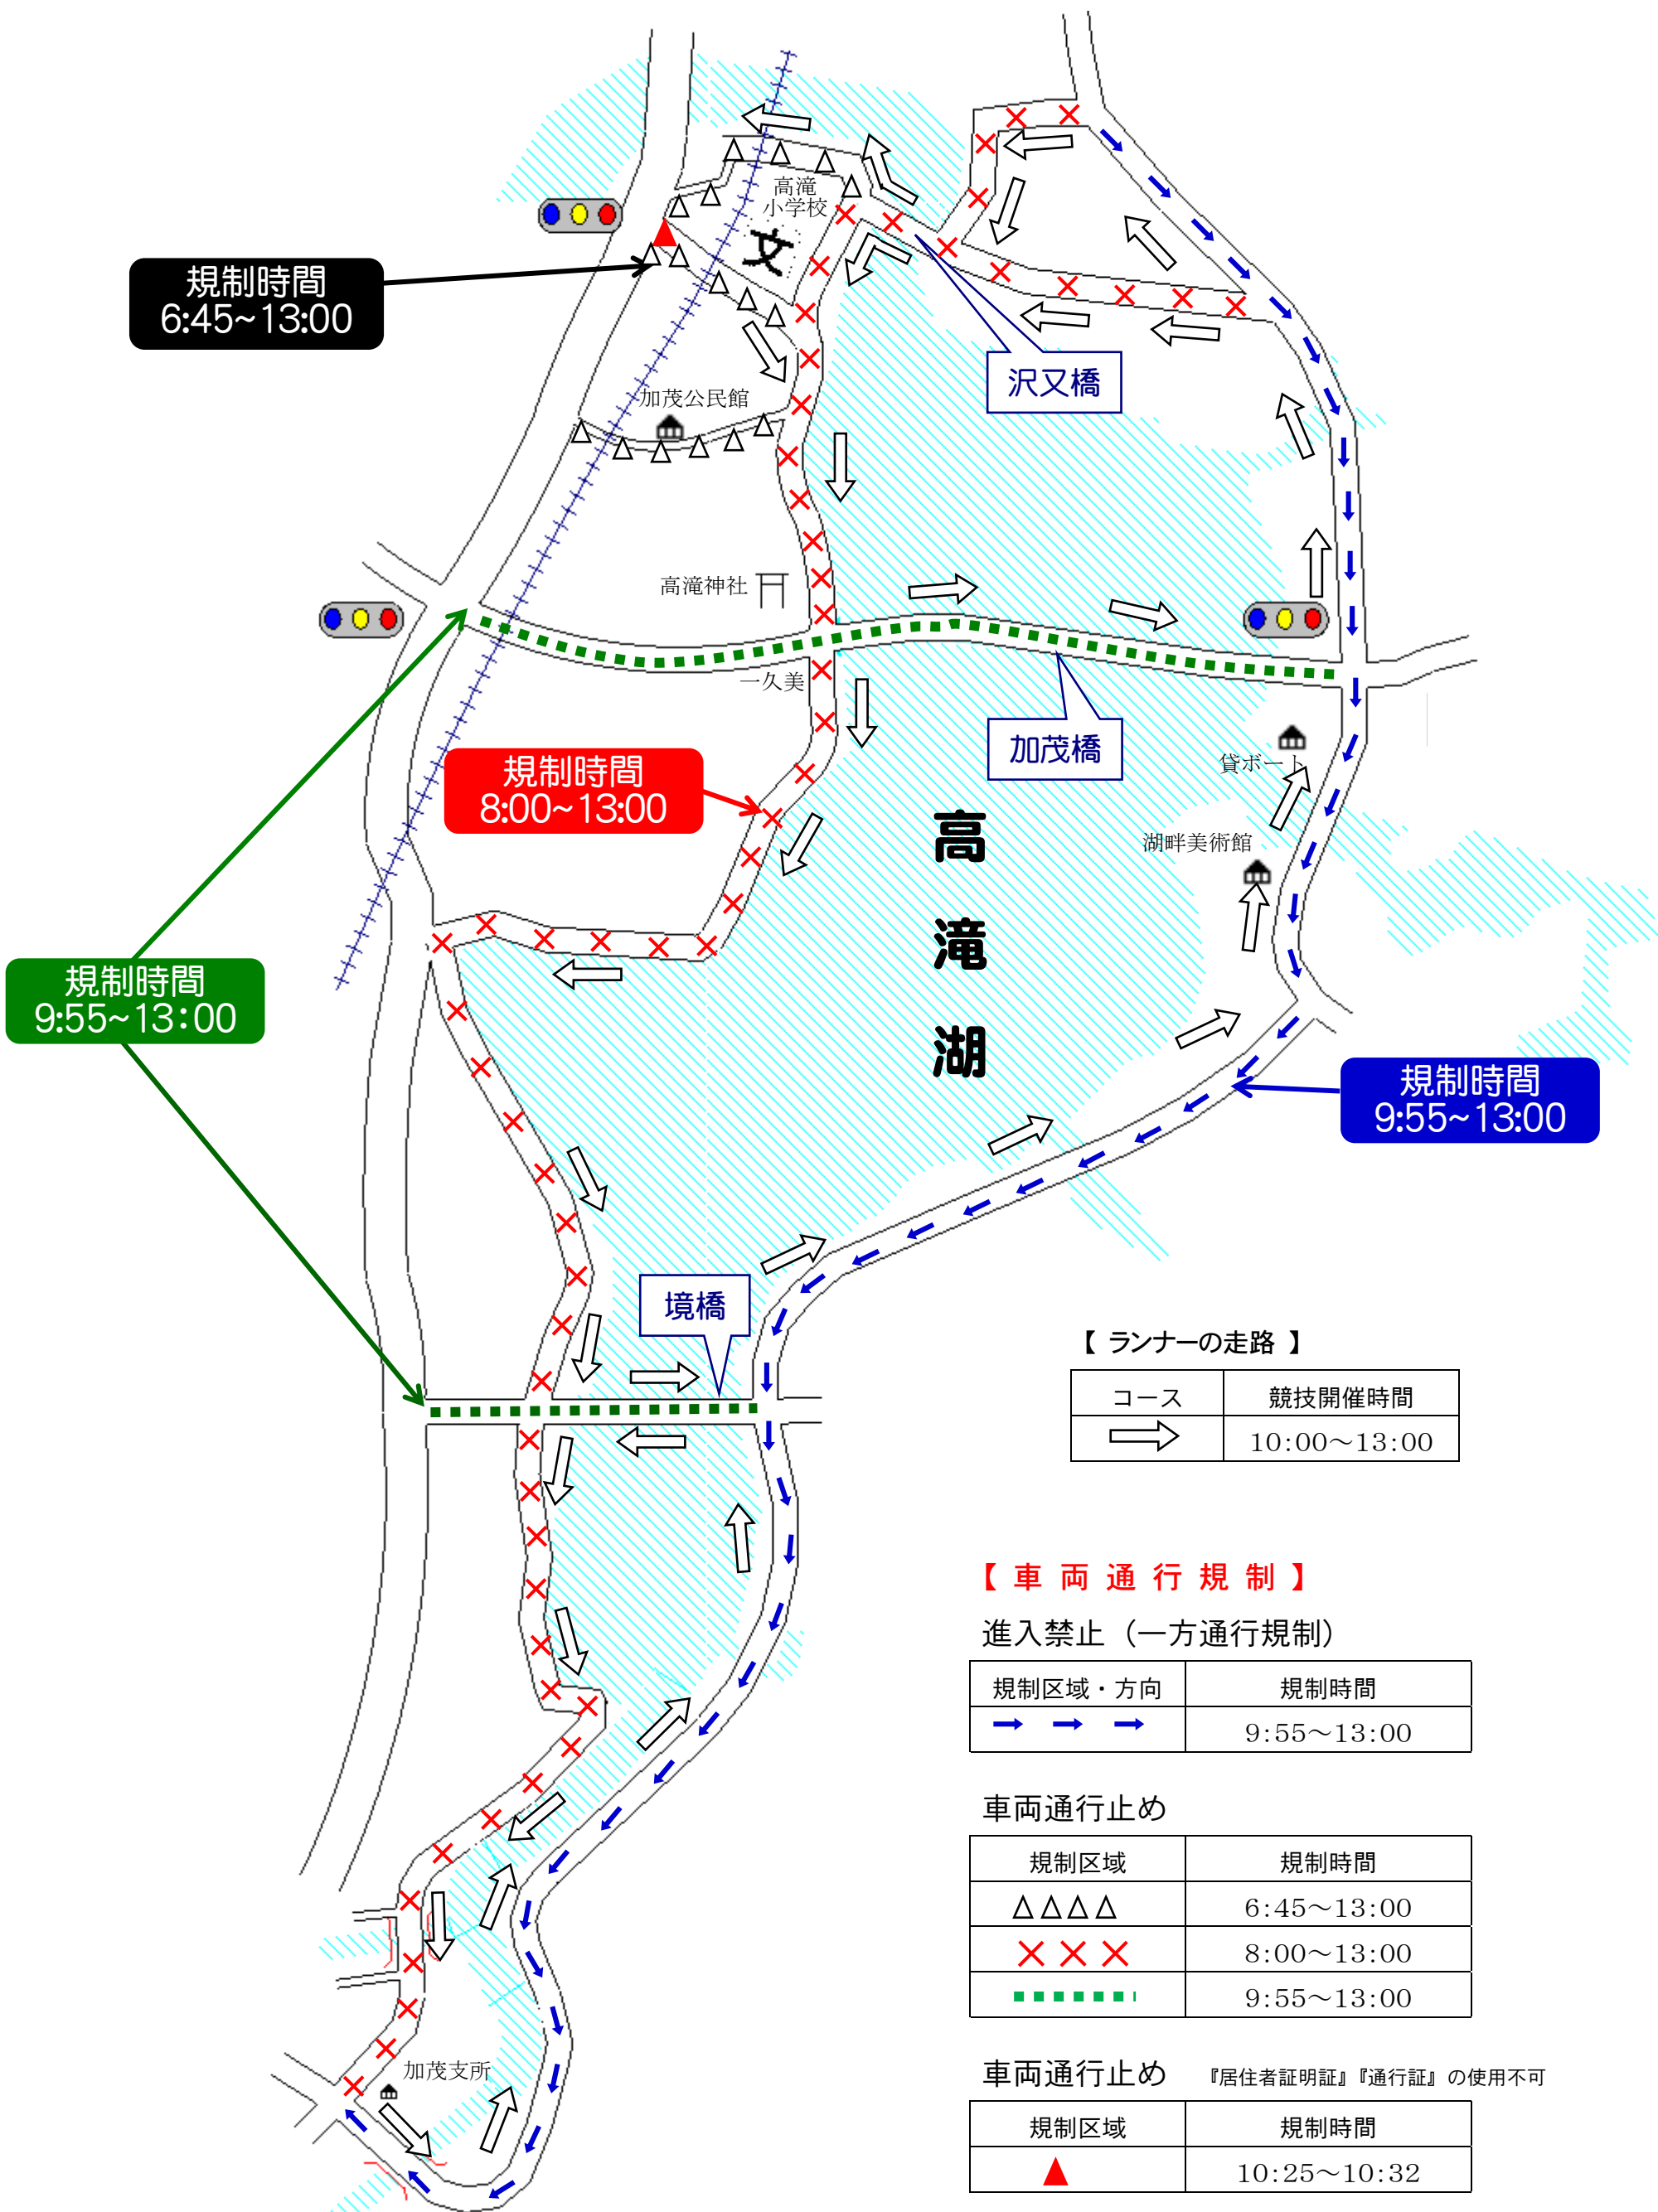 高滝
小学校
文
規制時間
6:45~13:00
沢又橋
加茂公民館
高滝神社
一久美
加茂橋
規制時間
8:00~13:00
貸ボート
湖畔美術館
高
滝
湖
規制時間
9:55~13:00
規制時間
9:55~13:00
境橋
【 ランナーの走路 】
コース 競技開催時間
10:00～13:00
【 車 両 通 行 規 制 】
進入禁止（一方通行規制）
規制区域・方向 規制時間
9:55～13:00
車両通行止め
規制区域 規制時間
6:45～13:00
8:00～13:00
9:55～13:00
加茂支所
車両通行止め 『居住者証明証』『通行証』の使用不可
規制区域 規制時間
10:25～10:32